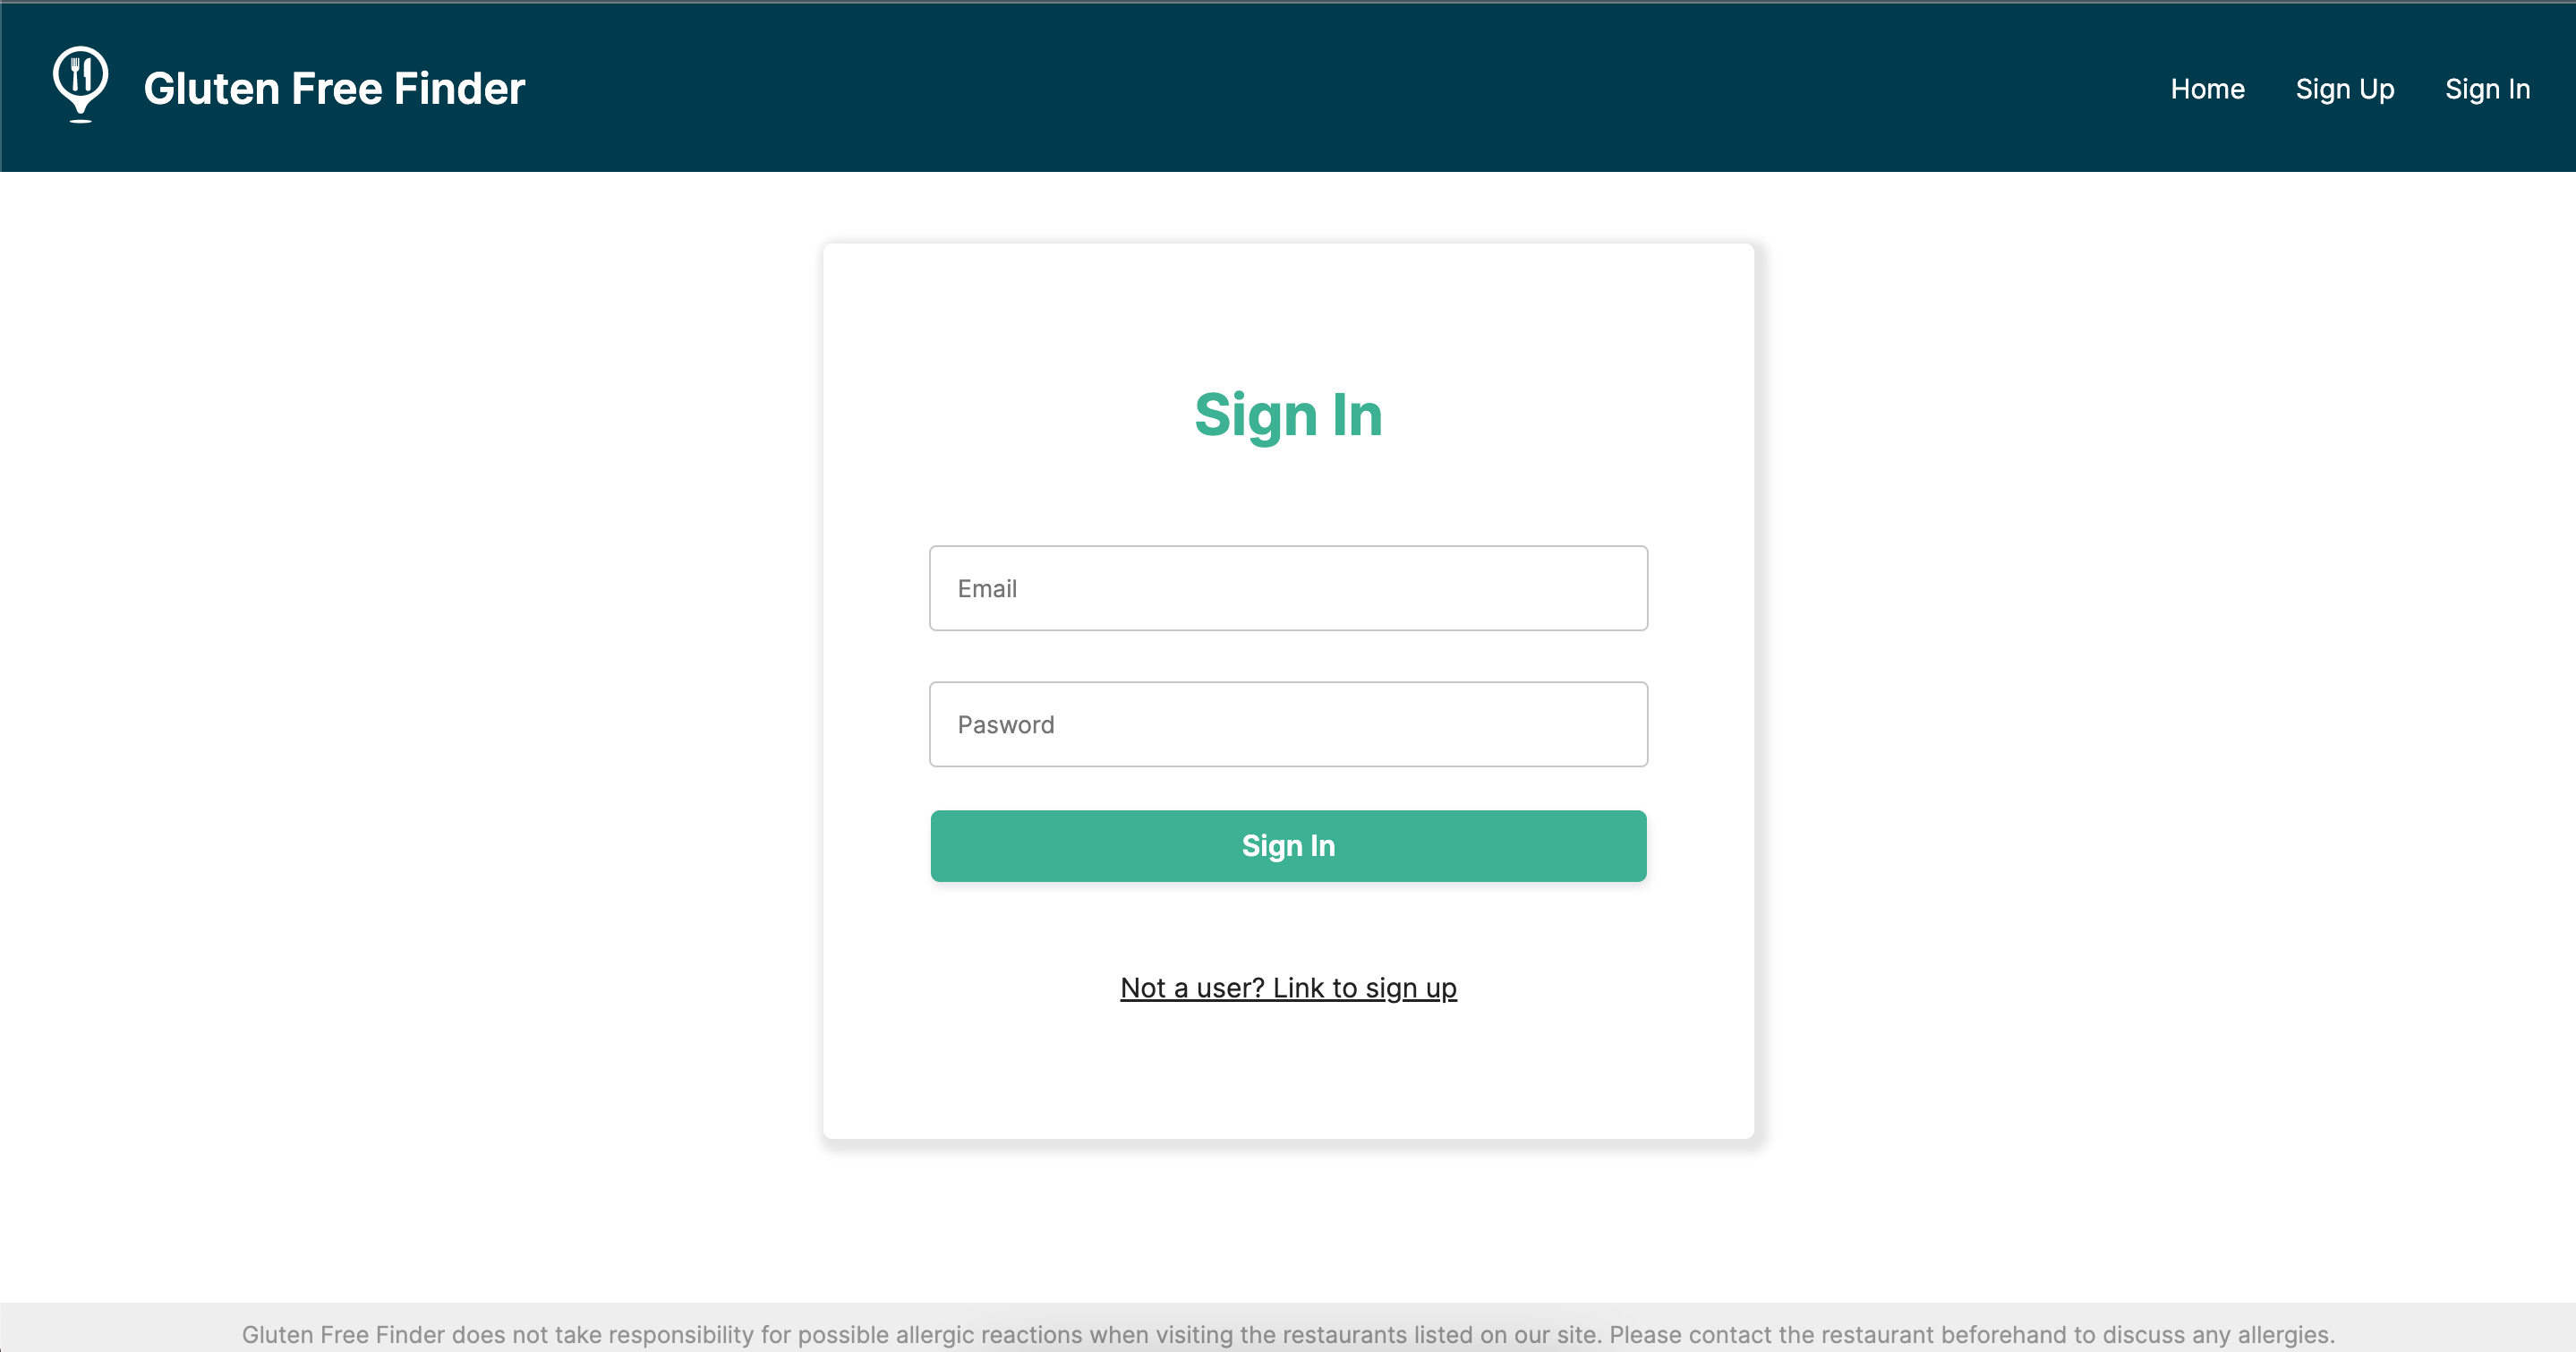 Gluten Free Finder
Home Sign Up Sign In
Sign In
Email
Pasword
Sign In
Not a user? Link to sign up
Gluten Free Finder does not take responsibility for possible allergic reactions when visiting the restaurants listed on our site. Please contact the restaurant beforehand to discuss any allergies.